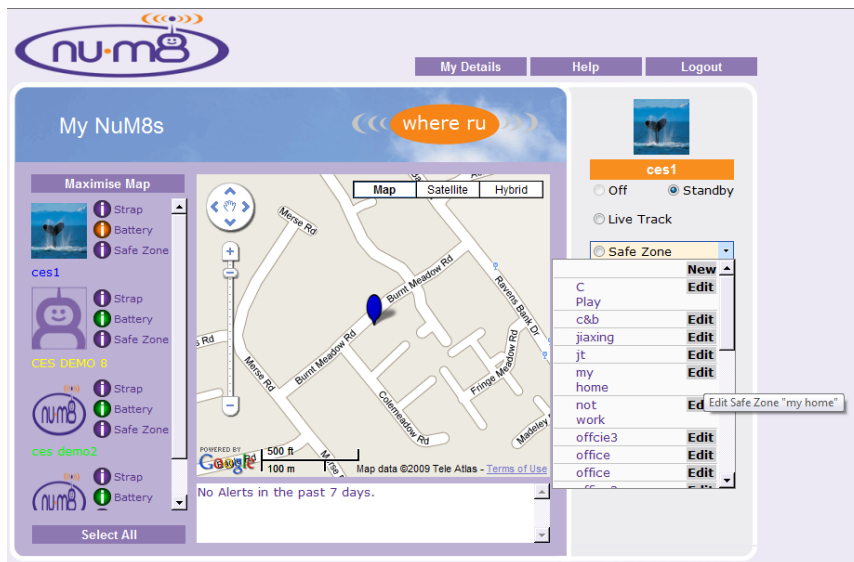 nu·m8
My Details Help Logout
My NuM8s
where ru
ces1
Off Standby
Live Track
Safe Zone
New
C Edit
Play
c&b Edit
jiaxing Edit
jt Edit
my Edit
home
not Edit
work
offcie3 Edit
office Edit
office Edit
Edit Safe Zone "my home"
Maximise Map
Strap
Battery
Safe Zone
ces1
Strap
Battery
Safe Zone
CES DEMO 8
num8
Strap
Battery
Safe Zone
ces demo2
num8
Strap
Battery
Select All
Map Satellite Hybrid
Merse Rd
Burnt Meadow Rd
Ravens Bank Dr
s Rd
Merse Rd
Burnt Meadow Rd
Fringe Meadow Rd
Colemeadow Rd
Madeley
POWERED BY
Google
500 ft
100 m
Map data ©2009 Tele Atlas - Terms of Use
No Alerts in the past 7 days.